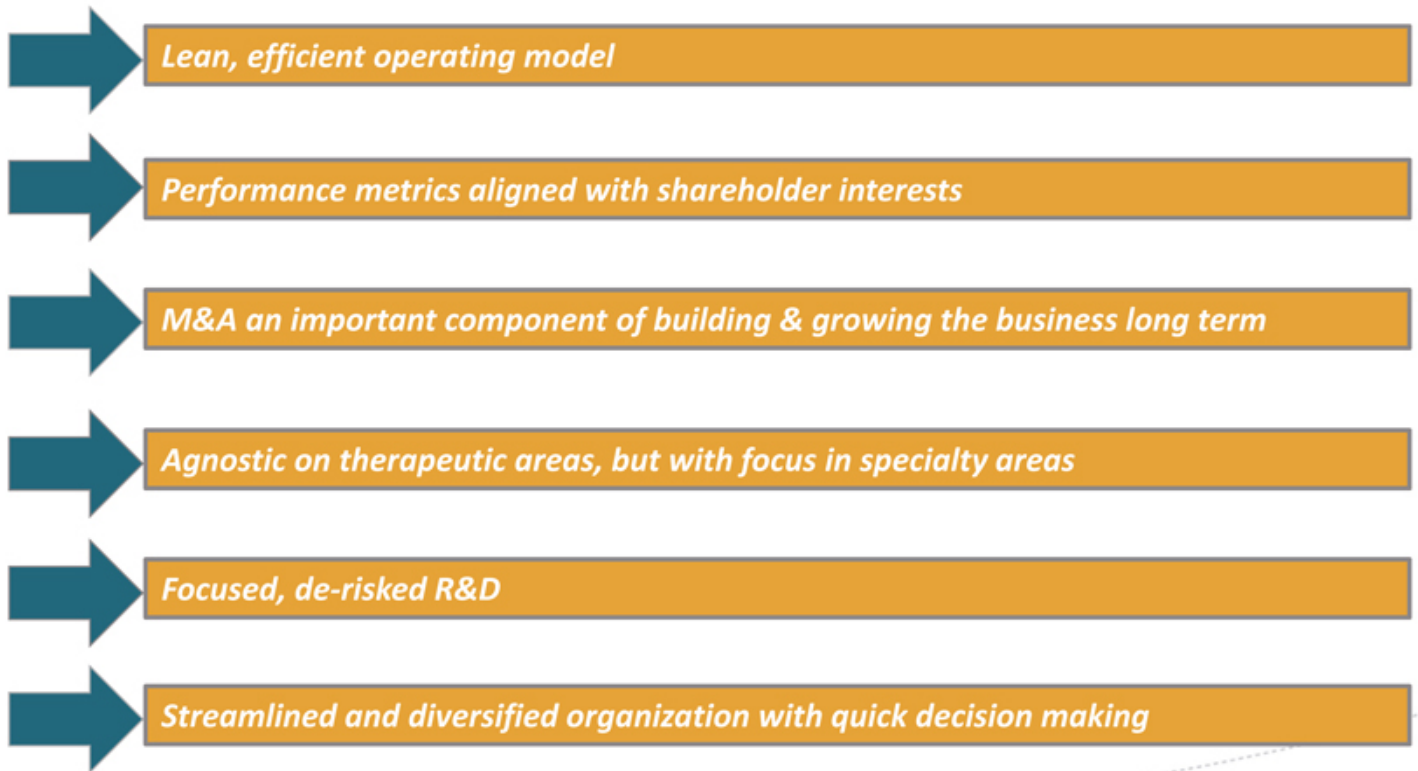 Lean, efficient operating model
Performance metrics aligned with shareholder interests
M&A an important component of building & growing the business long term
Agnostic on therapeutic areas, but with focus in specialty areas
Focused, de-risked R&D
Streamlined and diversified organization with quick decision making